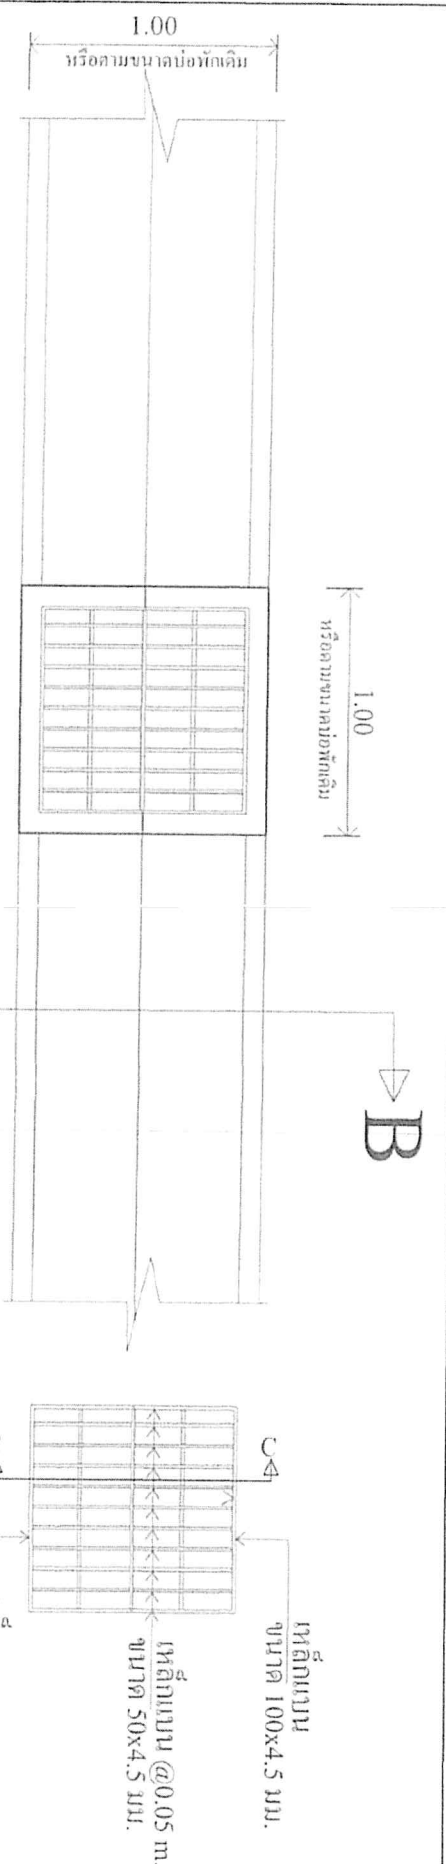 1.00
หรือตามขนาดบ่อพักเดิม
1.00
หรือตามขนาดบ่อพักเดิม
B
C
เหล็กแบน
ขนาด 100x4.5 มม.
เหล็กแบน @0.05 m.
ขนาด 50x4.5 มม.